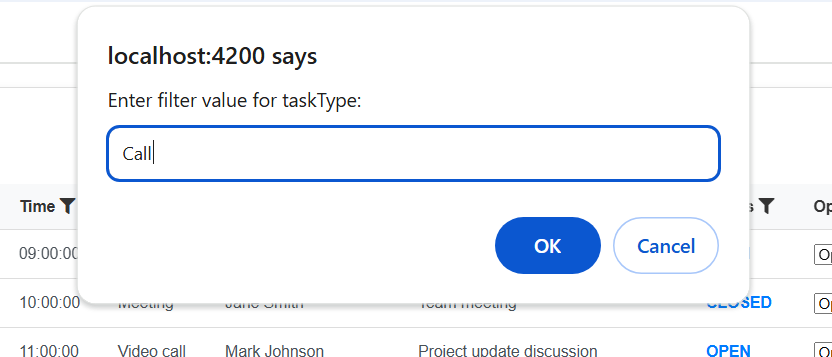 localhost:4200 says
Enter filter value for taskType:
Call
OK Cancel
Time
09:00:00
10:00:00 Meeting Jane Smith Team meeting CLOSED
11:00:00 Video call Mark Johnson Project update discussion OPEN